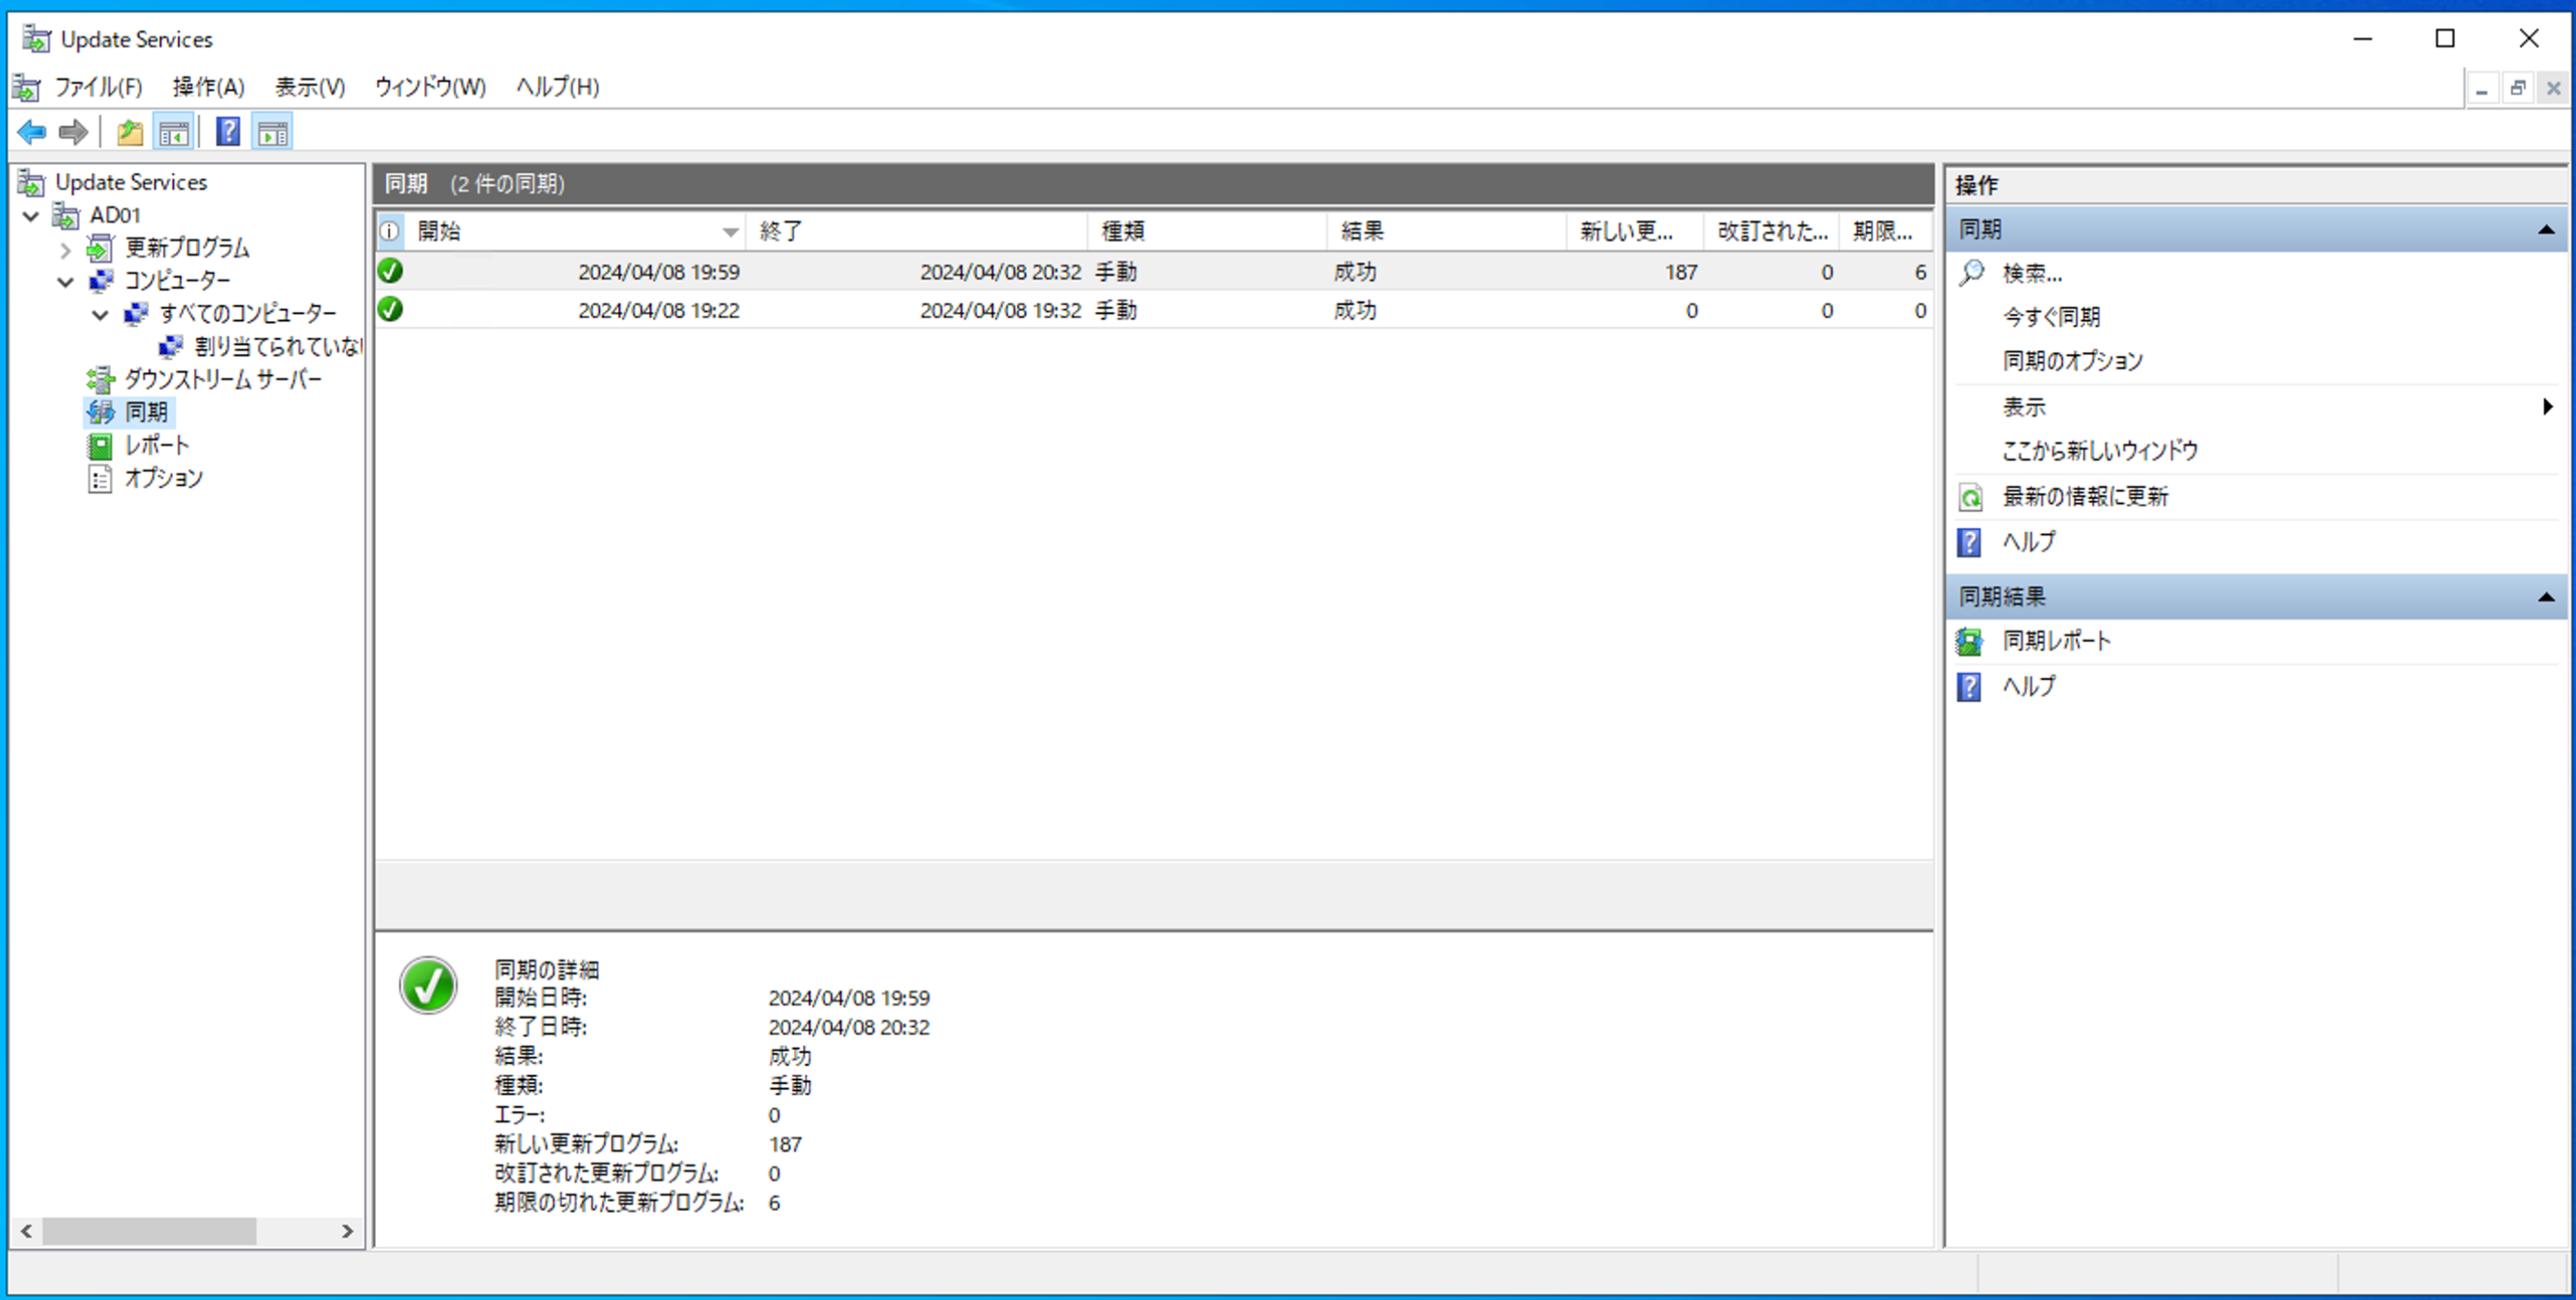 Update Services
ファイル(F) 操作(A) 表示(V) ウィンドウ(W) ヘルプ(H)
Update Services
AD01
更新プログラム
コンピューター
すべてのコンピューター
割り当てられていない
ダウンストリーム サーバー
同期
レポート
オプション
同期 (2 件の同期)
開始 終了 種類 結果 新しい更... 改訂された... 期限...
2024/04/08 19:59 2024/04/08 20:32 手動 成功 187 0 6
2024/04/08 19:22 2024/04/08 19:32 手動 成功 0 0 0
同期の詳細
開始日時: 2024/04/08 19:59
終了日時: 2024/04/08 20:32
結果: 成功
種類: 手動
エラー: 0
新しい更新プログラム: 187
改訂された更新プログラム: 0
期限の切れた更新プログラム: 6
操作
同期
検索...
今すぐ同期
同期のオプション
表示
ここから新しいウィンドウ
最新の情報に更新
ヘルプ
同期結果
同期レポート
ヘルプ